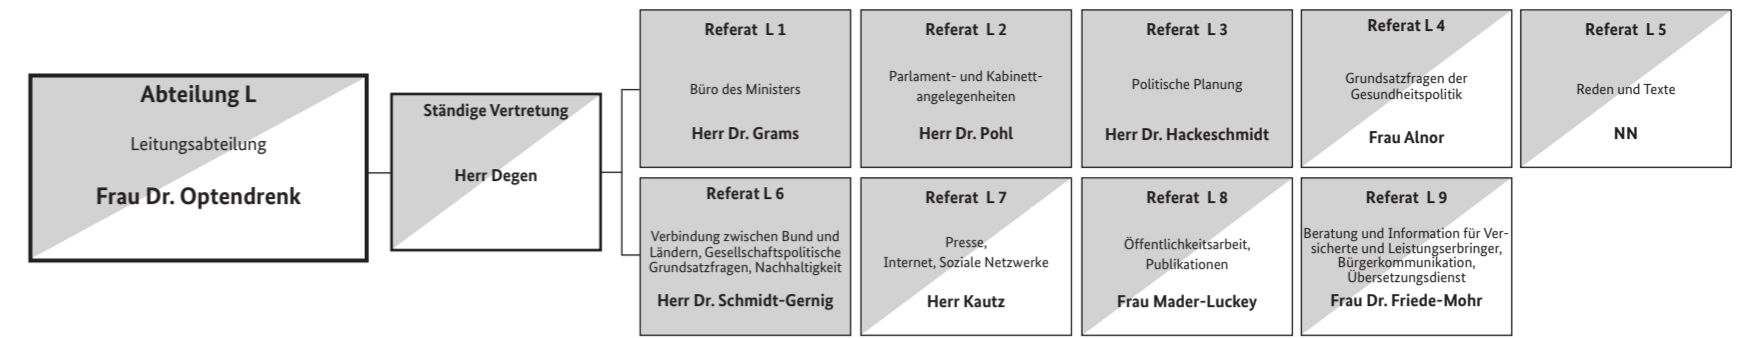 Abteilung L
Leitungsabteilung
Frau Dr. Optendrenk
Ständige Vertretung
Herr Degen
Referat L 1
Büro des Ministers
Herr Dr. Grams
Referat L 2
Parlament- und Kabinett-
angelegenheiten
Herr Dr. Pohl
Referat L 3
Politische Planung
Herr Dr. Hackeschmidt
Referat L 4
Grundsatzfragen der
Gesundheitspolitik
Frau Alnor
Referat L 5
Reden und Texte
NN
Referat L 6
Verbindung zwischen Bund und
Ländern, Gesellschaftspolitische
Grundsatzfragen, Nachhaltigkeit
Herr Dr. Schmidt-Gernig
Referat L 7
Presse,
Internet, Soziale Netzwerke
Herr Kautz
Referat L 8
Öffentlichkeitsarbeit,
Publikationen
Frau Mader-Luckey
Referat L 9
Beratung und Information für Ver-
sicherte und Leistungserbringer,
Bürgerkommunikation,
Übersetzungsdienst
Frau Dr. Friede-Mohr